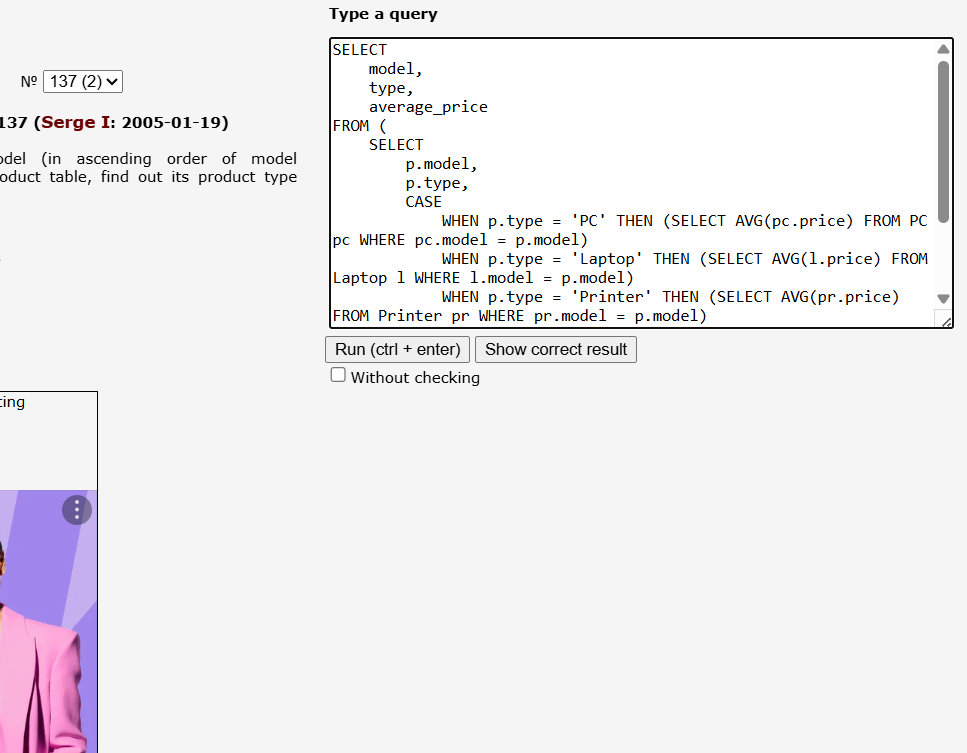 Type a query
Nº 137 (2)
137 (Serge I: 2005-01-19)
(in ascending order of model
table, find out its product type
SELECT
    model,
    type,
    average_price
FROM (
    SELECT
        p.model,
        p.type,
        CASE
            WHEN p.type = 'PC' THEN (SELECT AVG(pc.price) FROM PC
pc WHERE pc.model = p.model)
            WHEN p.type = 'Laptop' THEN (SELECT AVG(l.price) FROM
Laptop l WHERE l.model = p.model)
            WHEN p.type = 'Printer' THEN (SELECT AVG(pr.price)
FROM Printer pr WHERE pr.model = p.model)
Run (ctrl + enter) Show correct result
Without checking